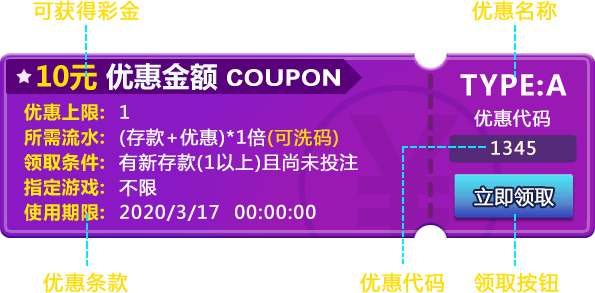 可获得彩金
优惠名称
10元 优惠金额 COUPON
TYPE:A
优惠上限: 1
所需流水: (存款+优惠)*1倍(可洗码)
领取条件: 有新存款(1以上)且尚未投注
指定游戏: 不限
使用期限: 2020/3/17 00:00:00
优惠代码
1345
立即领取
优惠条款
优惠代码
领取按钮